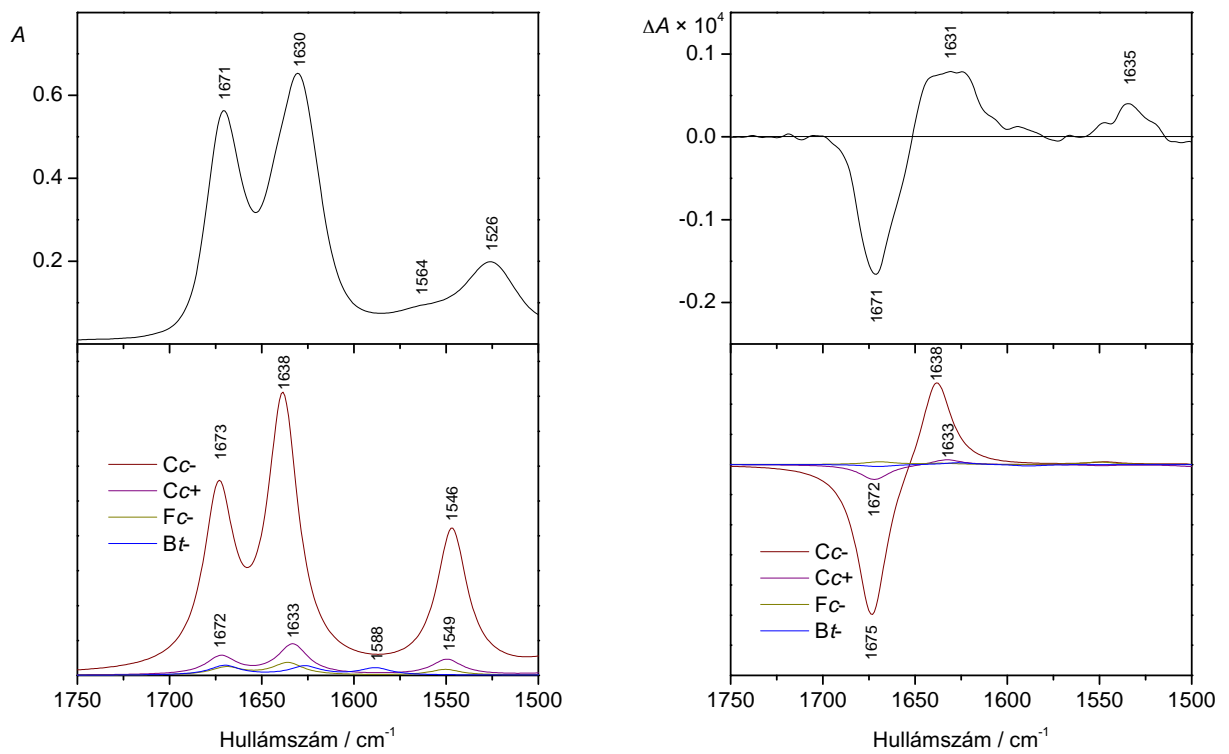 A
0.6
0.4
0.2
1671
1630
1564
1526
1673
1638
1546
1672
1633
1588
1549
Cc-
Cc+
Fc-
Bt-
1750 1700 1650 1600 1550 1500
Hullámszám / cm-1
ΔA × 10^4
0.1
0.0
-0.1
-0.2
1631
1635
1671
1638
1633
1672
1675
Cc-
Cc+
Fc-
Bt-
1750 1700 1650 1600 1550 1500
Hullámszám / cm-1